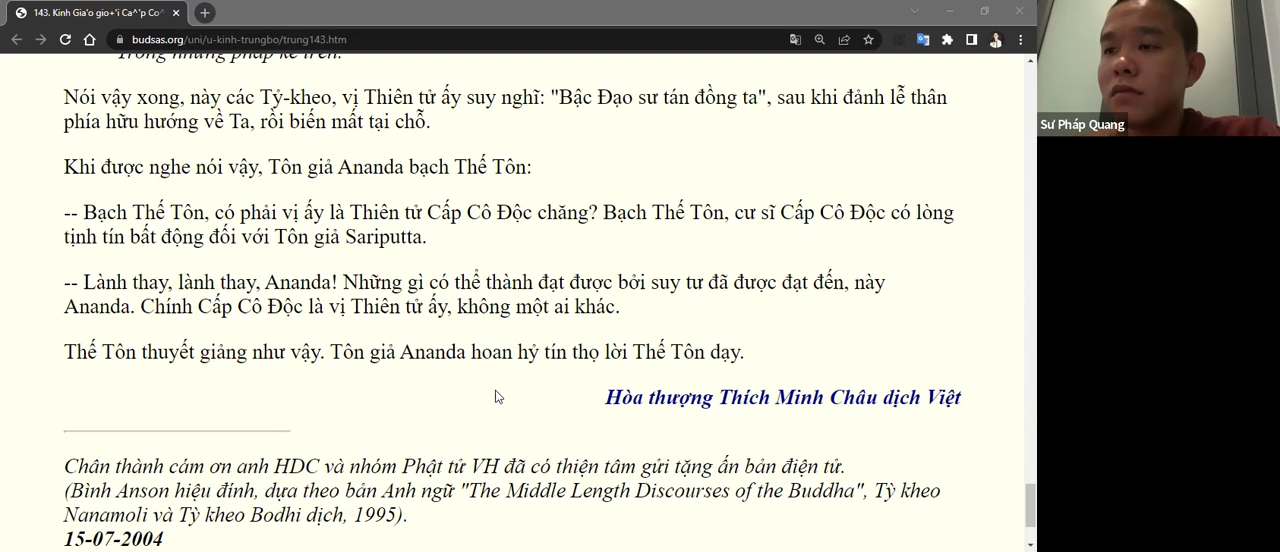 143. Kinh Gia'o gio+'i Ca^'p Co^
budsas.org/uni/u-kinh-trungbo/trung143.htm
Trong những pháp kể trên.
Nói vậy xong, này các Tỷ-kheo, vị Thiên tử ấy suy nghĩ: "Bậc Đạo sư tán đồng ta", sau khi đảnh lễ thân
phía hữu hướng về Ta, rồi biến mất tại chỗ.
Khi được nghe nói vậy, Tôn giả Ananda bạch Thế Tôn:
-- Bạch Thế Tôn, có phải vị ấy là Thiên tử Cấp Cô Độc chăng? Bạch Thế Tôn, cư sĩ Cấp Cô Độc có lòng
tịnh tín bất động đối với Tôn giả Sariputta.
-- Lành thay, lành thay, Ananda! Những gì có thể thành đạt được bởi suy tư đã được đạt đến, này
Ananda. Chính Cấp Cô Độc là vị Thiên tử ấy, không một ai khác.
Thế Tôn thuyết giảng như vậy. Tôn giả Ananda hoan hỷ tín thọ lời Thế Tôn dạy.
Hòa thượng Thích Minh Châu dịch Việt
Chân thành cám ơn anh HDC và nhóm Phật tử VH đã có thiện tâm gửi tặng ấn bản điện tử.
(Bình Anson hiệu đính, dựa theo bản Anh ngữ "The Middle Length Discourses of the Buddha", Tỳ kheo
Nanamoli và Tỳ kheo Bodhi dịch, 1995).
15-07-2004
Sư Pháp Quang